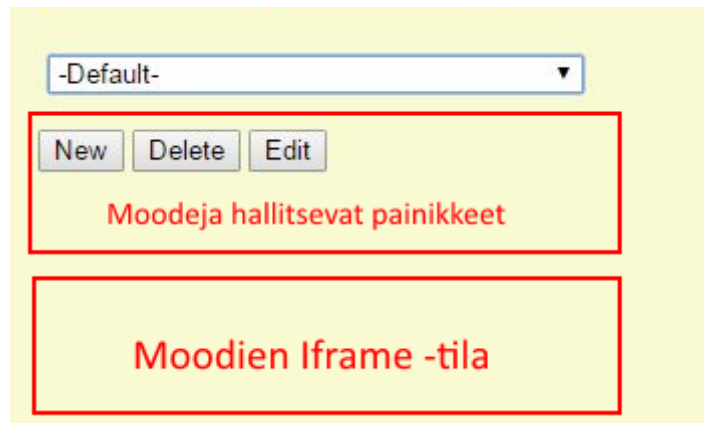 -Default-
New Delete Edit
Moodeja hallitsevat painikkeet
Moodien Iframe -tila